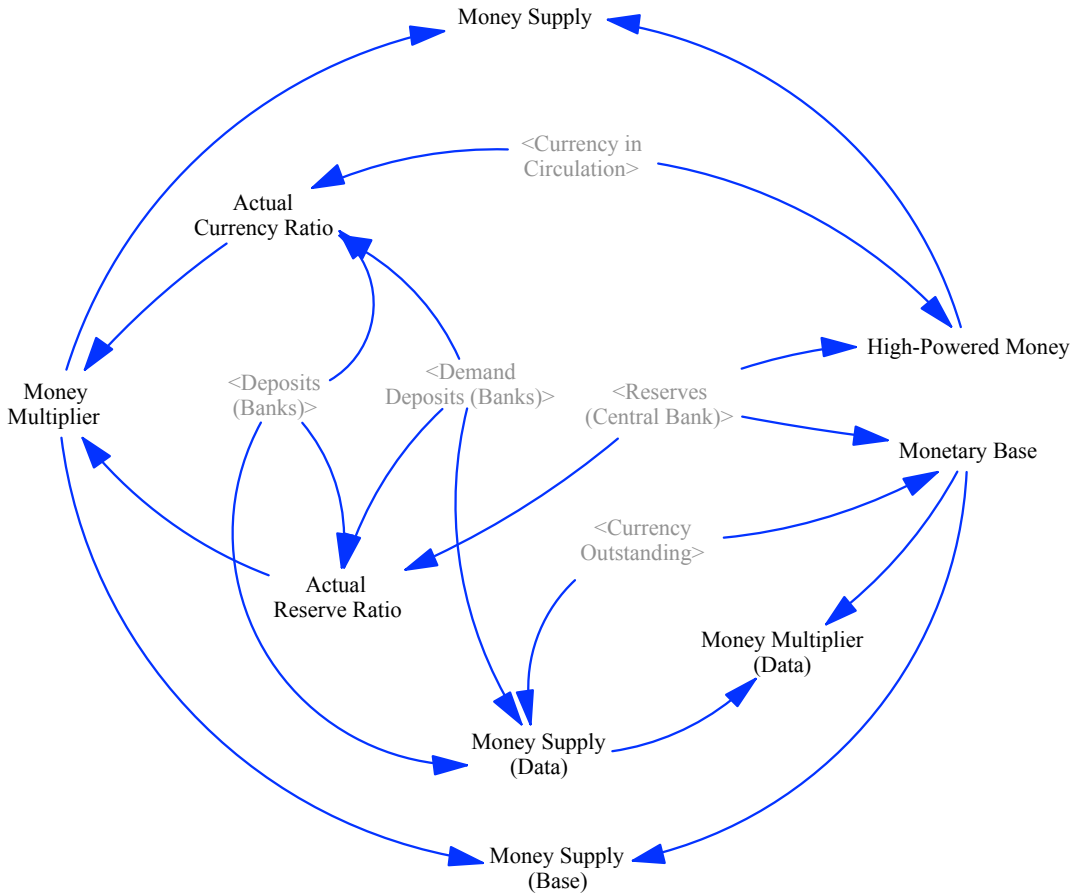 Money Supply
<Currency in
Circulation>
Actual
Currency Ratio
High-Powered Money
Money
Multiplier
<Deposits
(Banks)>
<Demand
Deposits (Banks)>
<Reserves
(Central Bank)>
Monetary Base
<Currency
Outstanding>
Actual
Reserve Ratio
Money Multiplier
(Data)
Money Supply
(Data)
Money Supply
(Base)